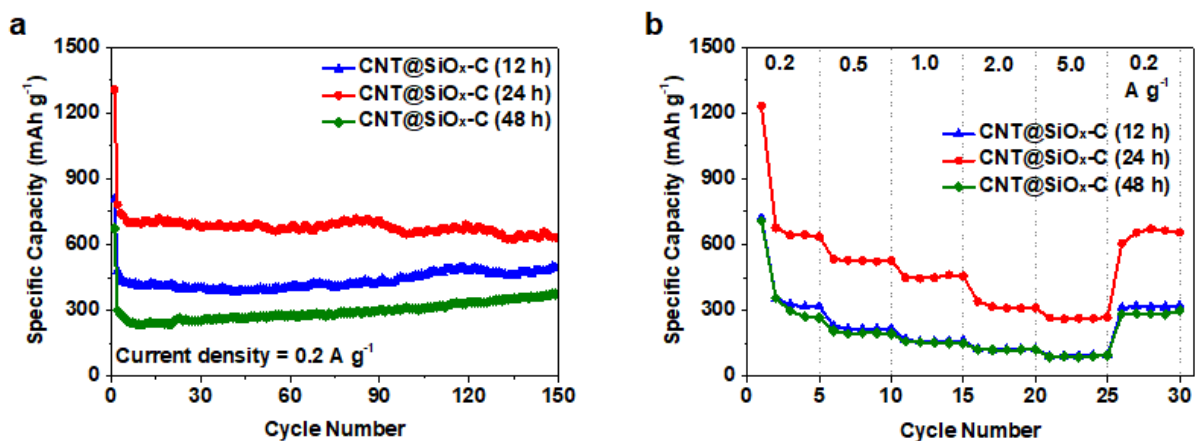 a
1500
1200
900
600
300
0
Specific Capacity (mAh g⁻¹)
CNT@SiOₓ-C (12 h)
CNT@SiOₓ-C (24 h)
CNT@SiOₓ-C (48 h)
Current density = 0.2 A g⁻¹
0 30 60 90 120 150
Cycle Number
b
1500
1200
900
600
300
0
Specific Capacity (mAh g⁻¹)
0.2 0.5 1.0 2.0 5.0 0.2
A g⁻¹
CNT@SiOₓ-C (12 h)
CNT@SiOₓ-C (24 h)
CNT@SiOₓ-C (48 h)
0 5 10 15 20 25 30
Cycle Number